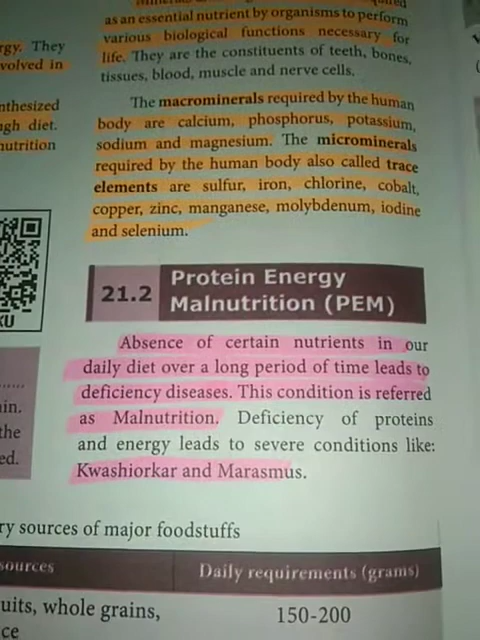 as an essential nutrient by organisms to perform
various biological functions necessary for
life. They are the constituents of teeth, bones,
tissues, blood, muscle and nerve cells.
The macrominerals required by the human
body are calcium, phosphorus, potassium,
sodium and magnesium. The microminerals
required by the human body also called trace
elements are sulfur, iron, chlorine, cobalt,
copper, zinc, manganese, molybdenum, iodine
and selenium.
21.2 Protein Energy
Malnutrition (PEM)
Absence of certain nutrients in our
daily diet over a long period of time leads to
deficiency diseases. This condition is referred
as Malnutrition. Deficiency of proteins
and energy leads to severe conditions like:
Kwashiorkar and Marasmus.
rgy. They
volved in
nthesized
gh diet.
nutrition
KU
in.
the
ed.
ry sources of major foodstuffs
sources Daily requirements (grams)
uits, whole grains, 150-200
ce